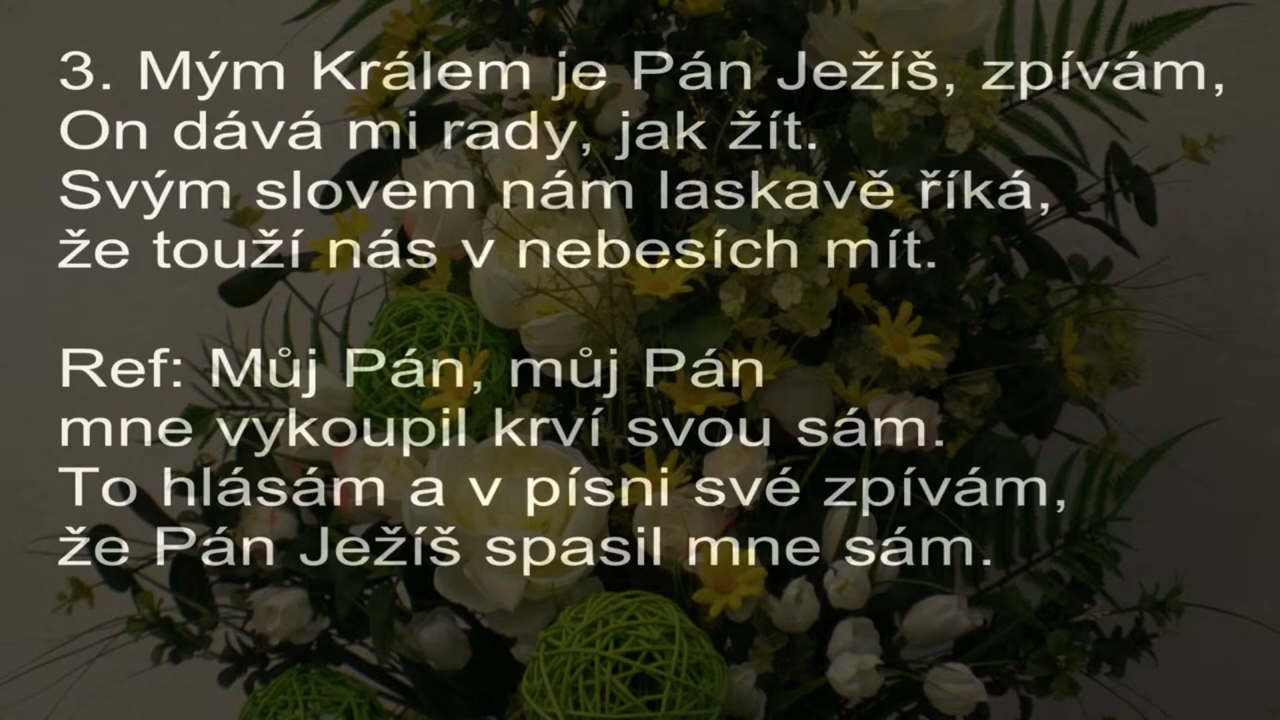 3. Mým Králem je Pán Ježíš, zpívám,
On dává mi rady, jak žít.
Svým slovem nám laskavě říká,
že touží nás v nebesích mít.
Ref: Můj Pán, můj Pán
mne vykoupil krví svou sám.
To hlásám a v písni své zpívám,
že Pán Ježíš spasil mne sám.